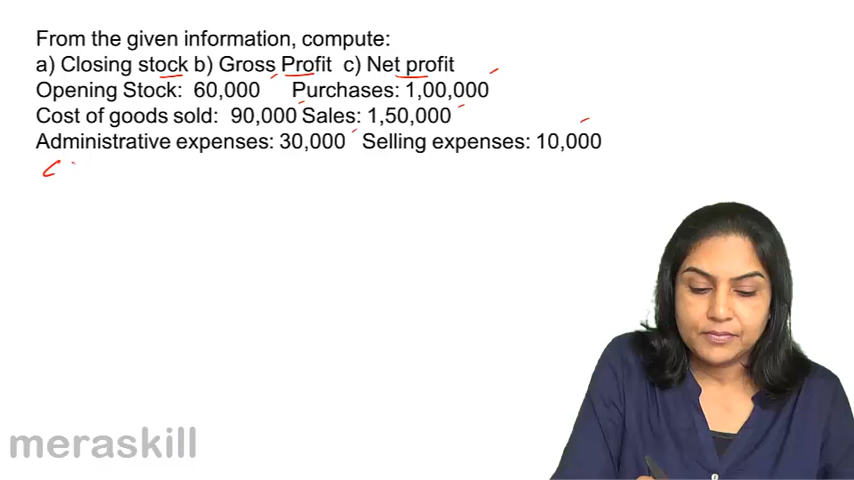 From the given information, compute:
a) Closing stock b) Gross Profit c) Net profit
Opening Stock: 60,000 Purchases: 1,00,000
Cost of goods sold: 90,000 Sales: 1,50,000
Administrative expenses: 30,000 Selling expenses: 10,000
C
meraskill